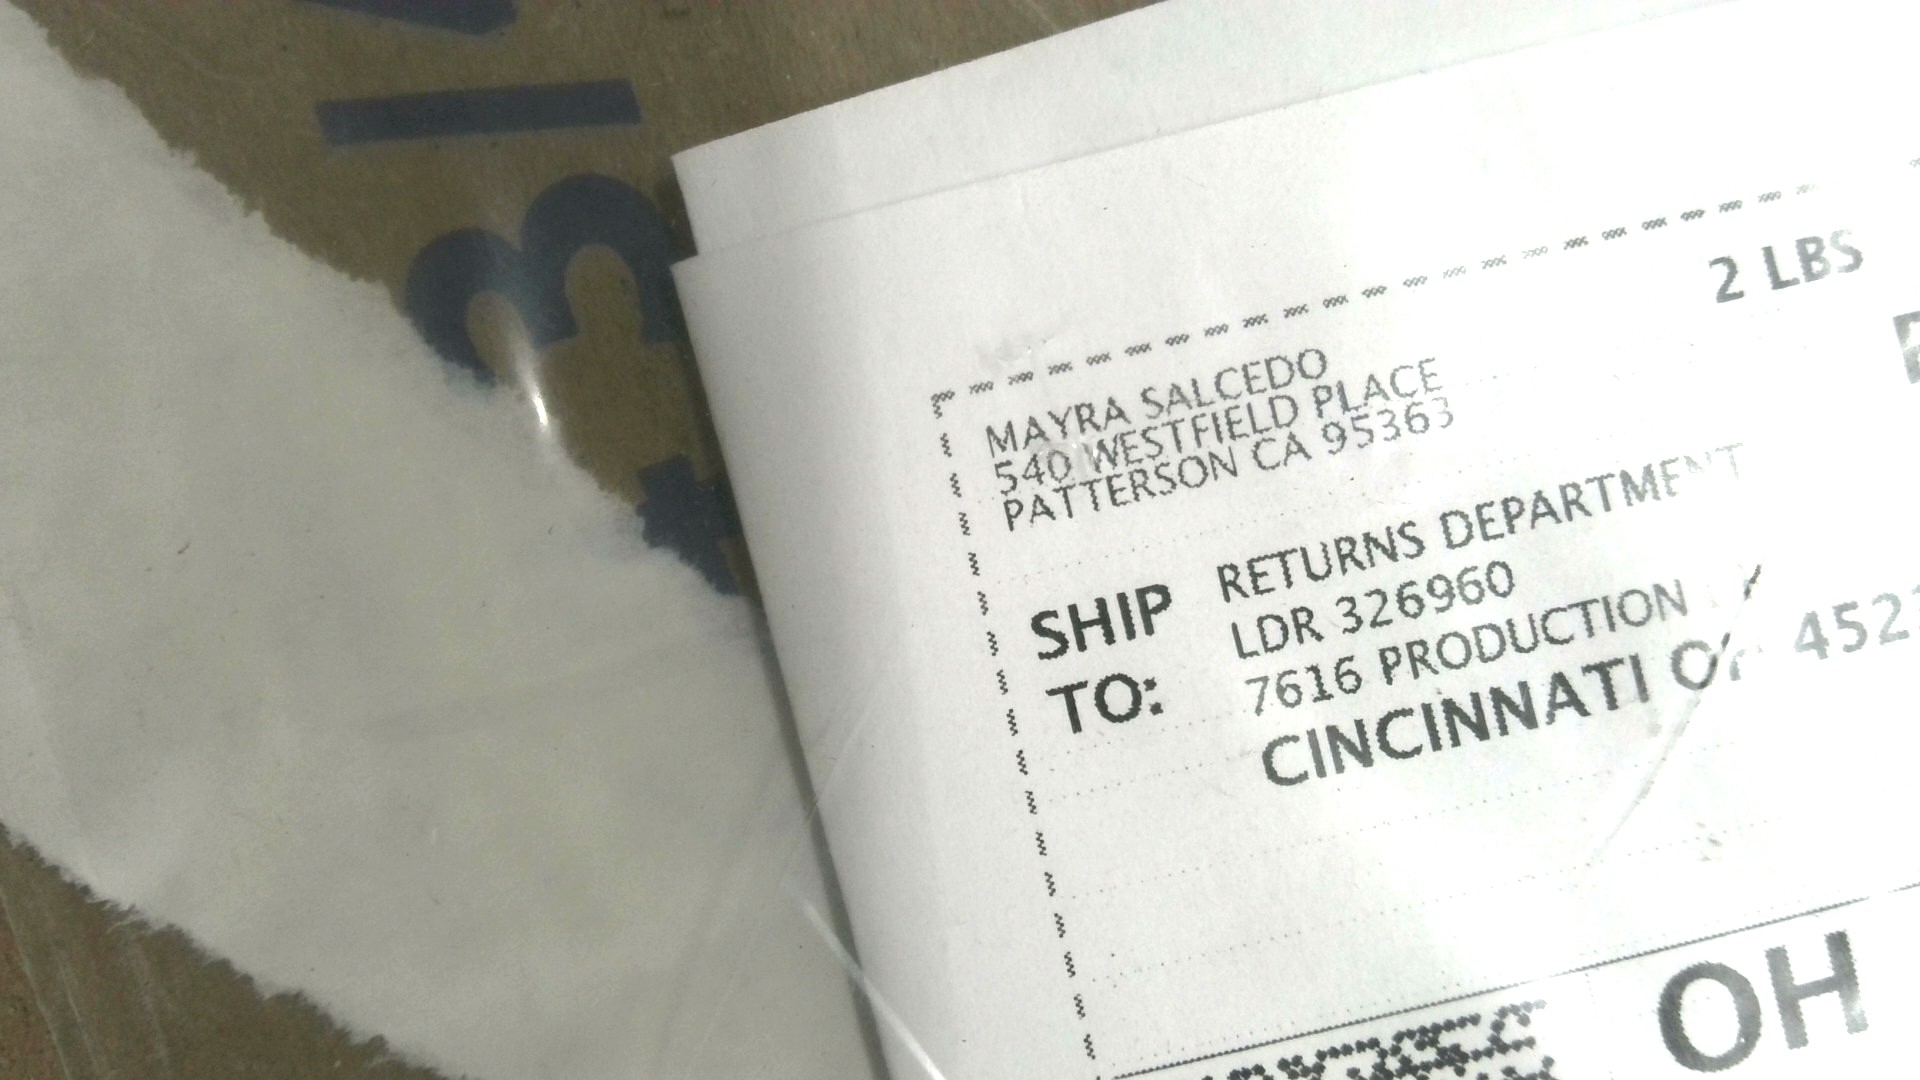 2 LBS
MAYRA SALCEDO
540 WESTFIELD PLACE
PATTERSON CA 95363
SHIP
TO:
RETURNS DEPARTMENT
LDR 326960
7616 PRODUCTION
CINCINNATI
OH